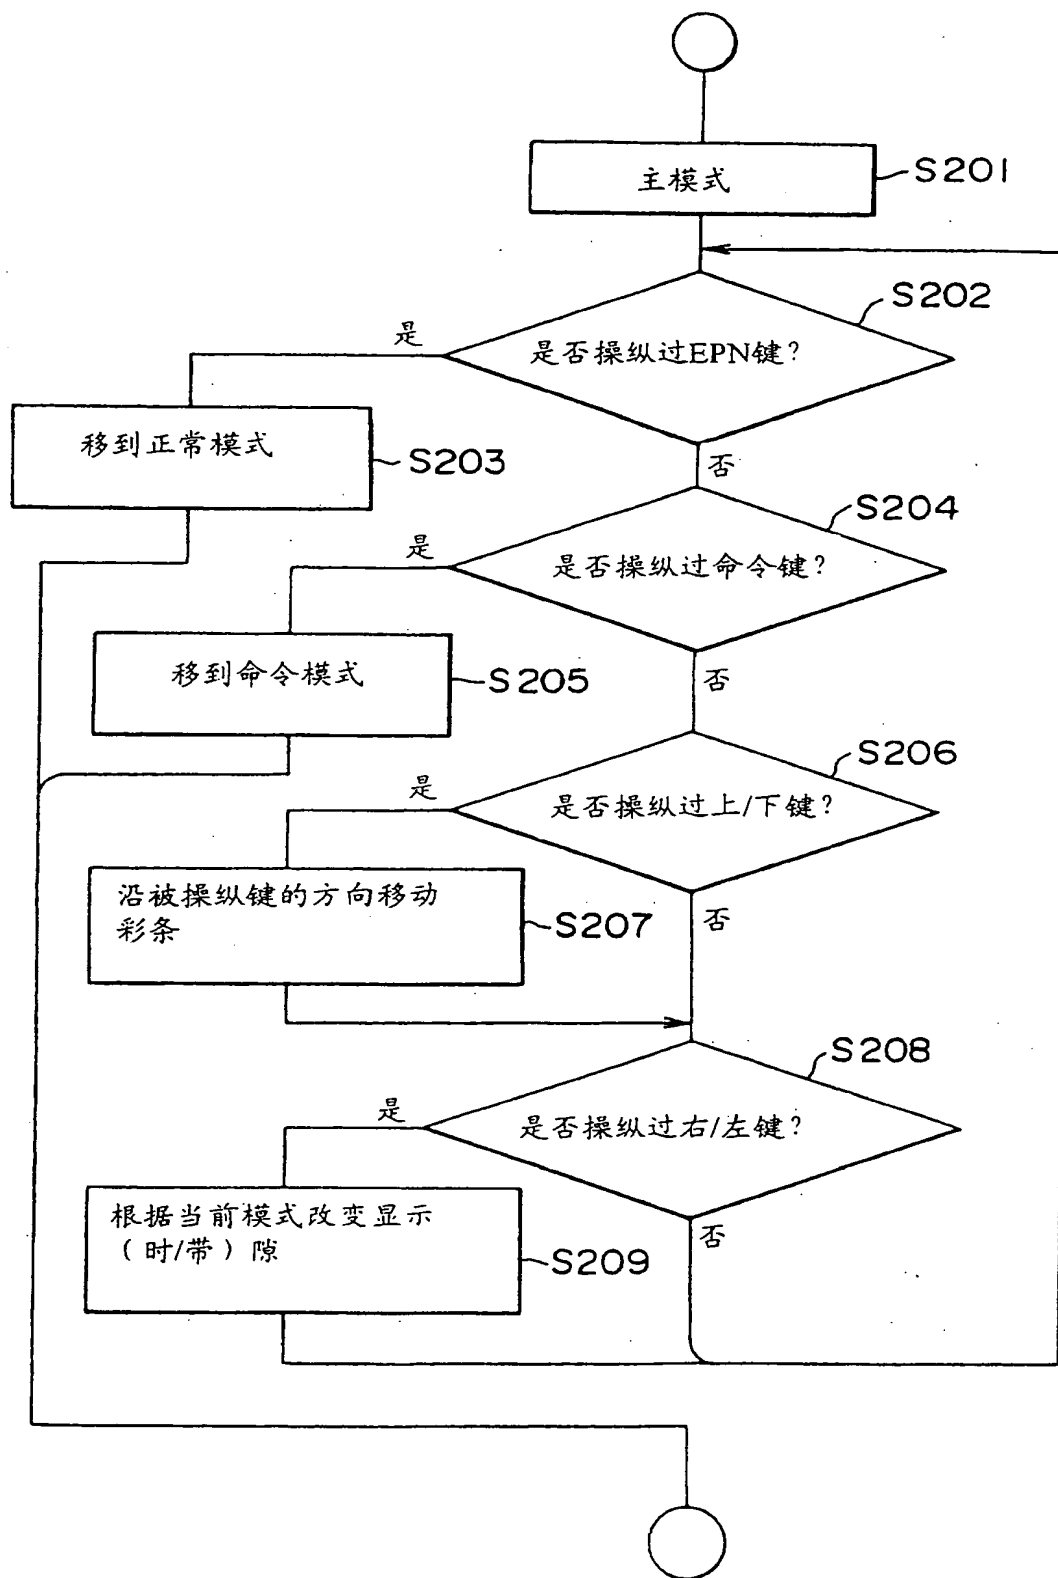 主模式
S201
S202
是
是否操纵过EPN键?
移到正常模式
S203
否
S204
是
是否操纵过命令键?
移到命令模式
S205
否
S206
是
是否操纵过上/下键?
沿被操纵键的方向移动
彩条
S207
否
S208
是
是否操纵过右/左键?
根据当前模式改变显示
(时/带)隙
S209
否